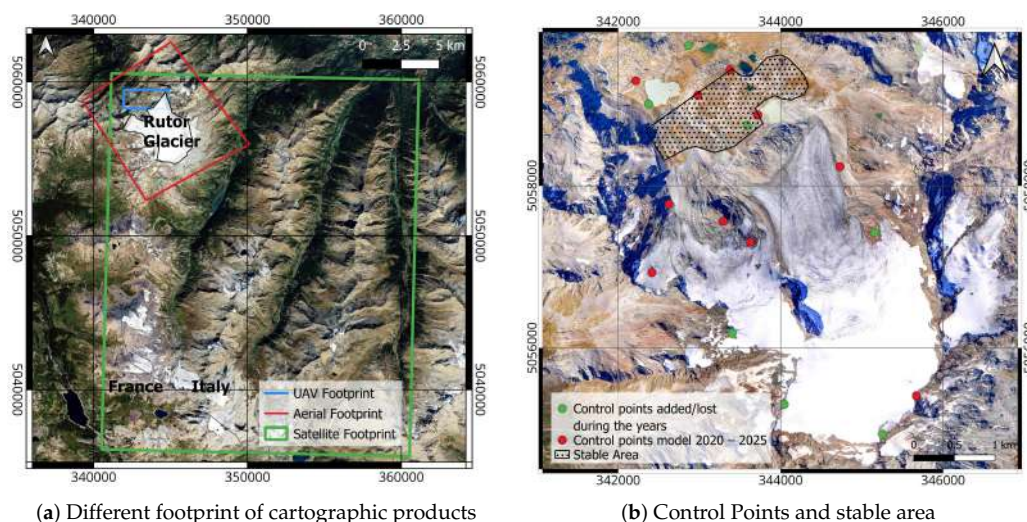 340000
350000
360000
0
2.5
5 km
5060000
5060000
Rutor
Glacier
5050000
5050000
France
Italy
UAV Footprint
Aerial Footprint
Satellite Footprint
5040000
5040000
340000
350000
360000
(a) Different footprint of cartographic products
342000
344000
346000
5058000
5058000
5056000
5056000
Control points added/lost
during the years
Control points model 2020 – 2025
Stable Area
0
0.5
1 km
342000
344000
346000
(b) Control Points and stable area